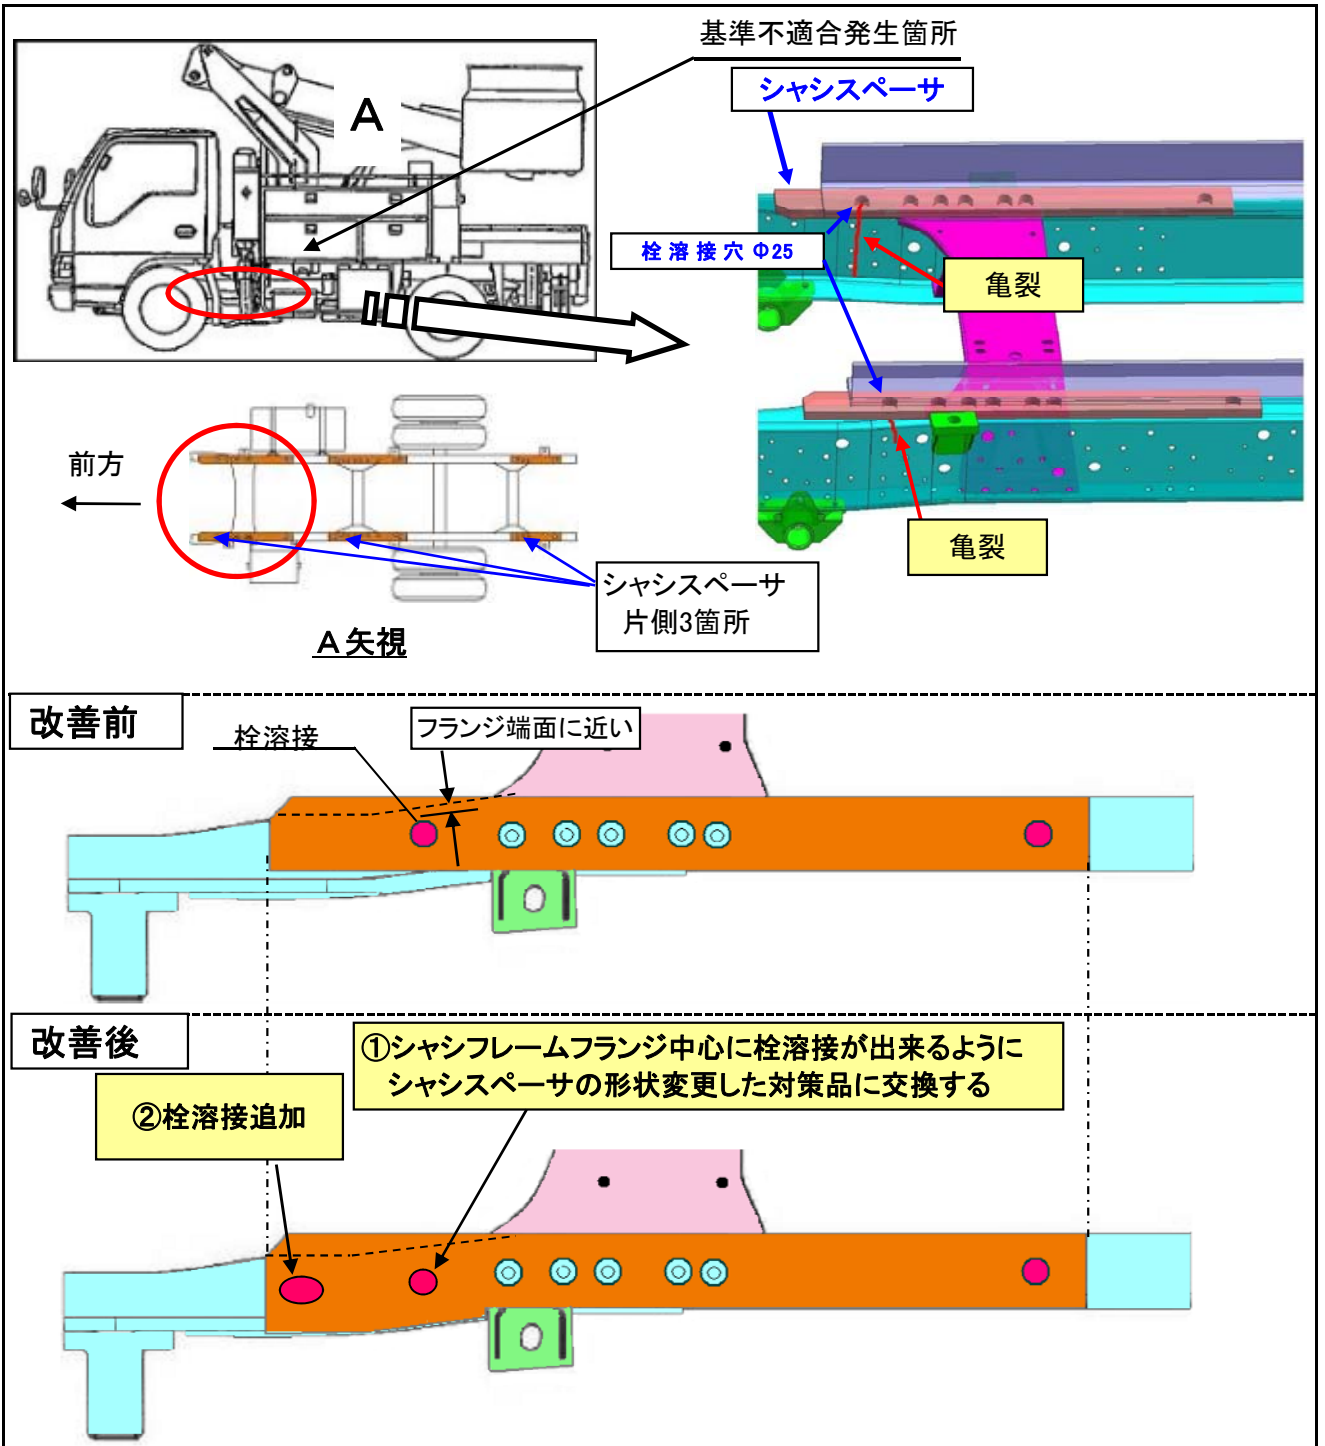 基準不適合発生箇所
シャシスペーサ
A
栓溶接穴Φ25
亀裂
亀裂
前方
シャシスペーサ
片側3箇所
A矢視
改善前
栓溶接
フランジ端面に近い
改善後
①シャシフレームフランジ中心に栓溶接が出来るように
シャシスペーサの形状変更した対策品に交換する
②栓溶接追加